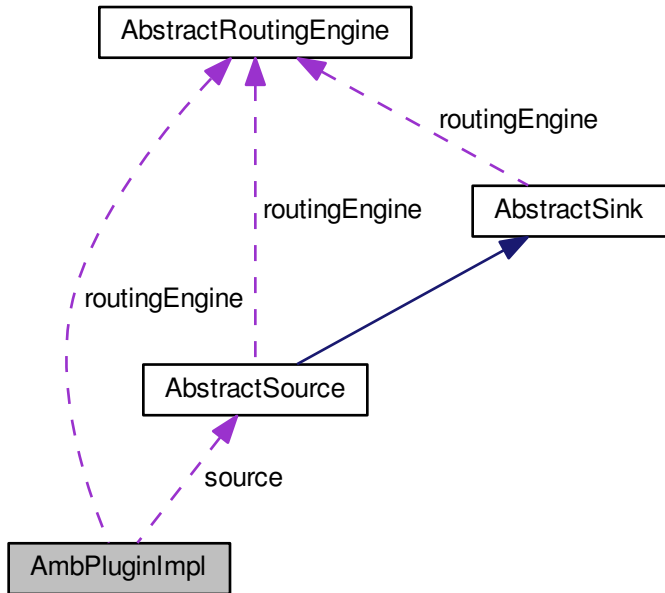 AbstractRoutingEngine
routingEngine
AbstractSink
routingEngine
routingEngine
AbstractSource
source
AmbPluginImpl